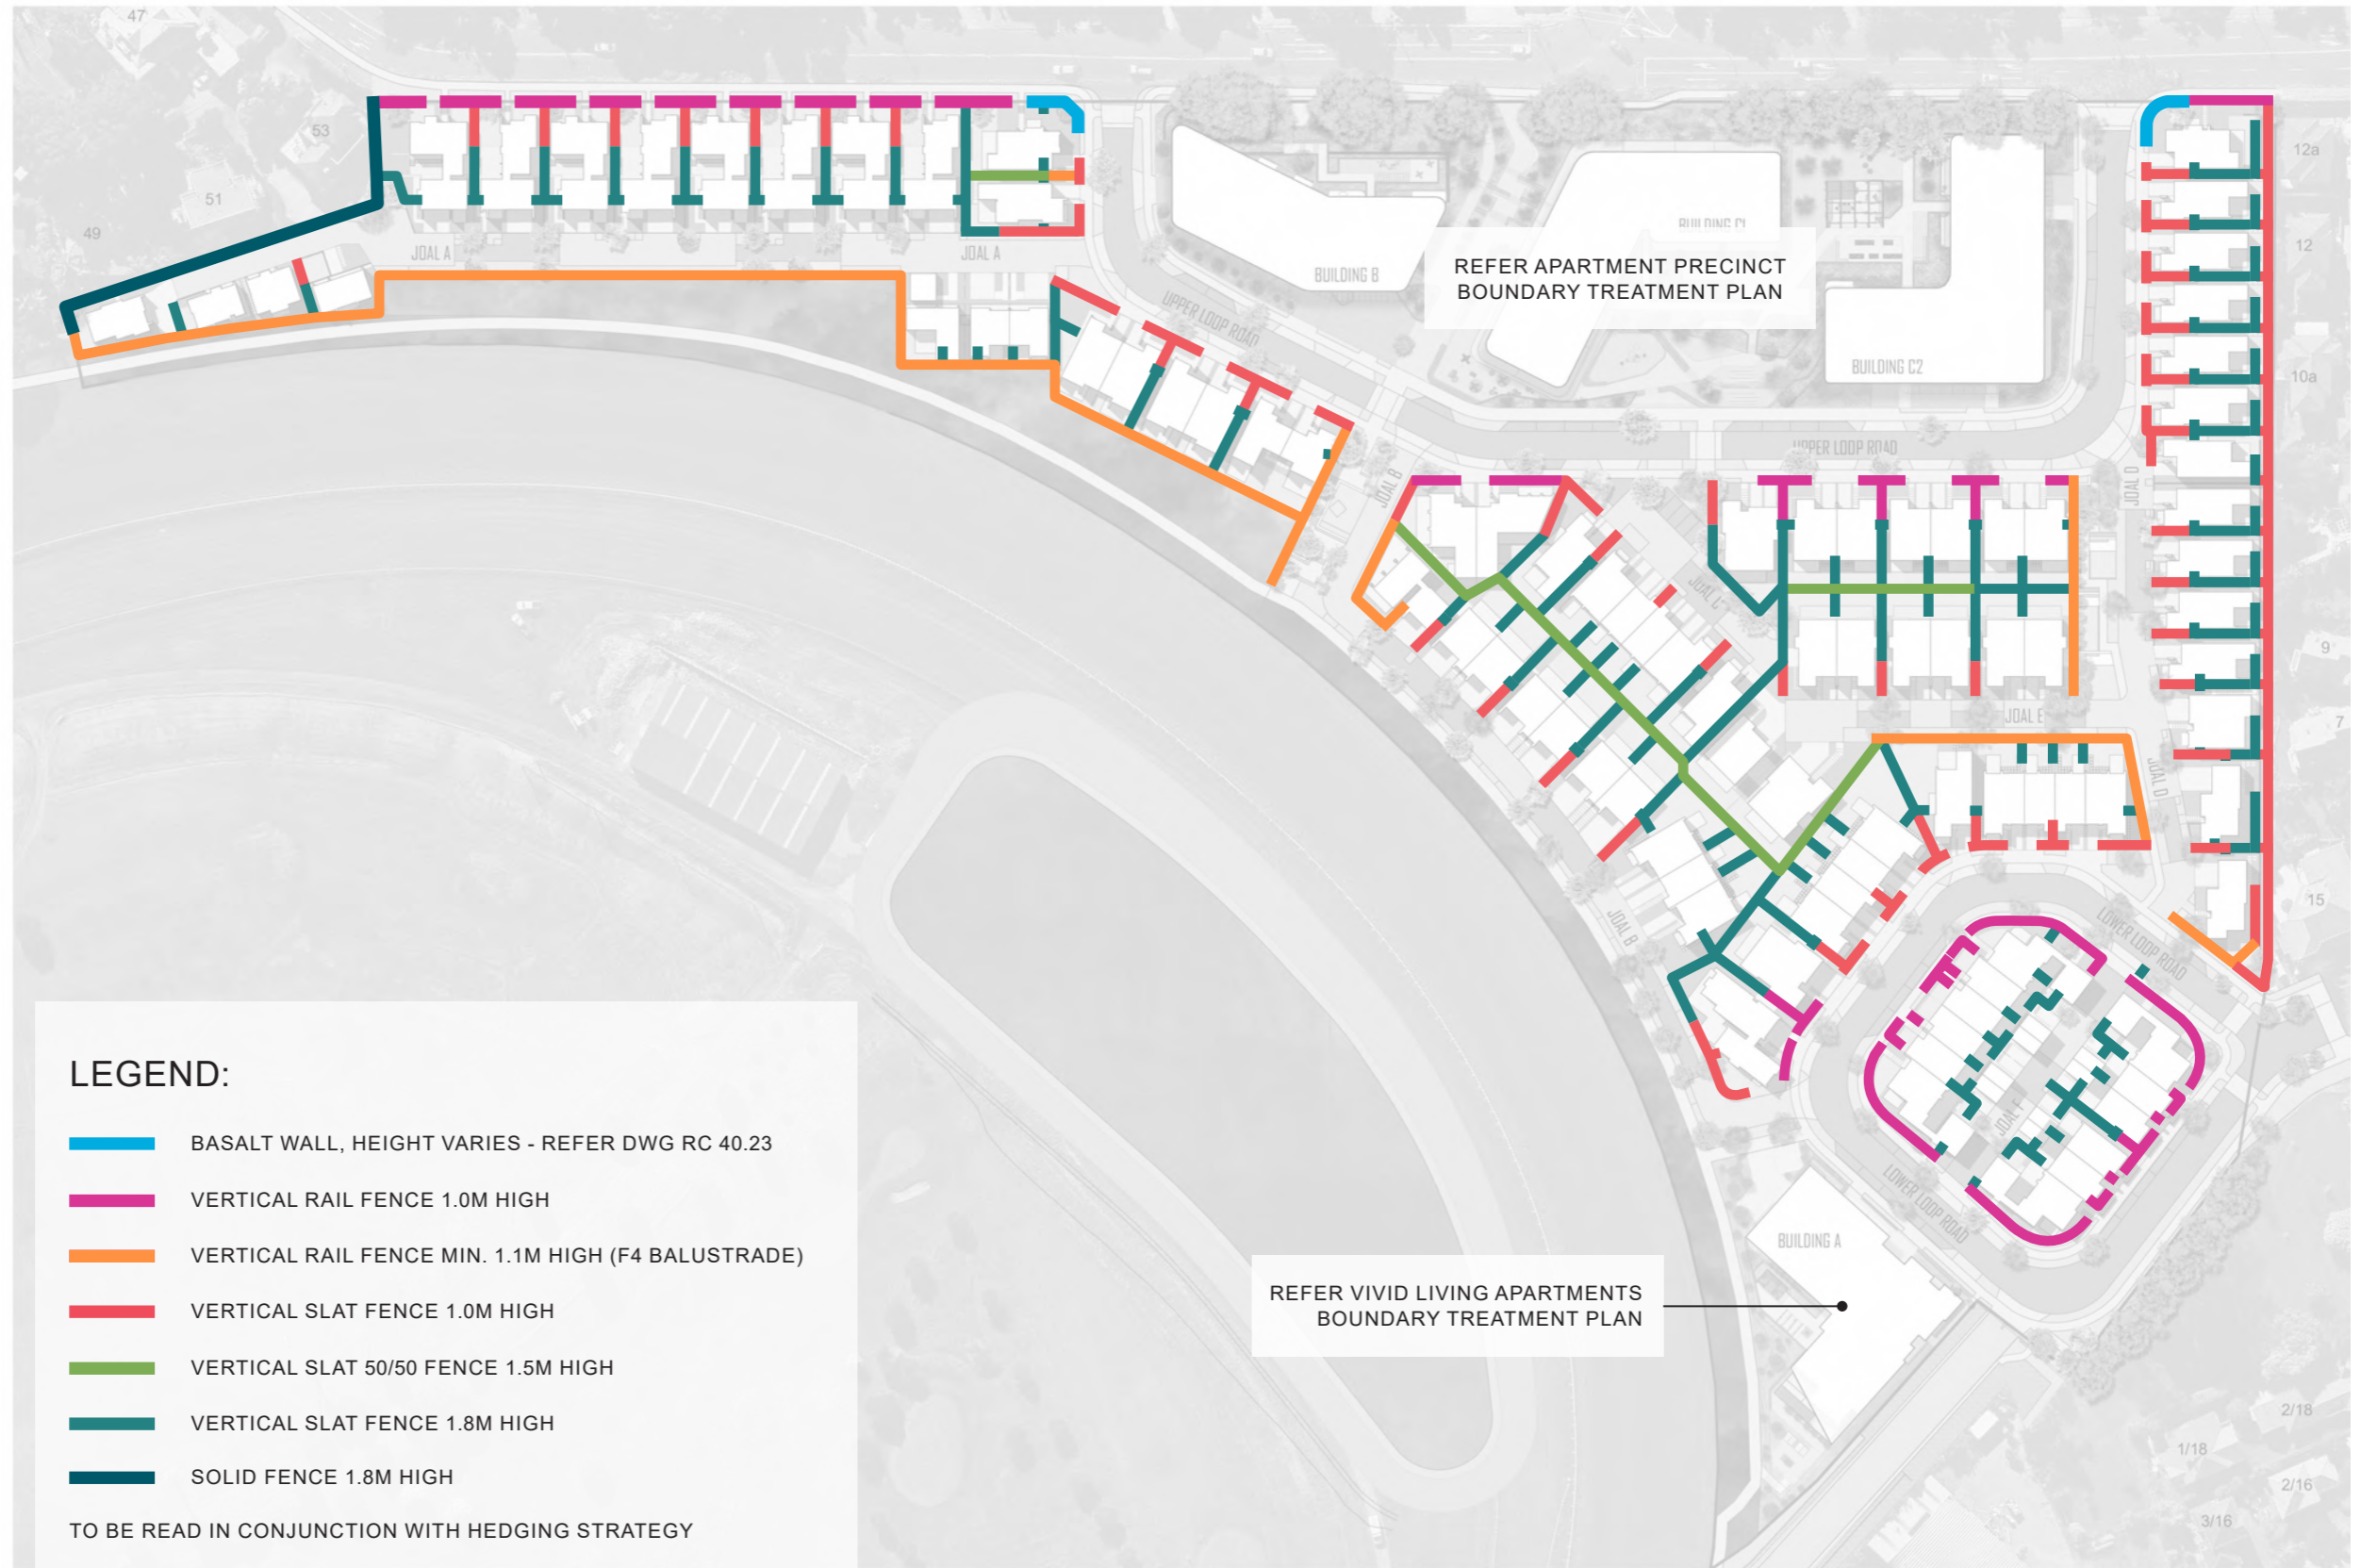 47
53
51
49
JOAL A
JOAL A
UPPER LOOP ROAD
BUILDING B
BUILDING C1
REFER APARTMENT PRECINCT
BOUNDARY TREATMENT PLAN
BUILDING C2
12a
12
10a
UPPER LOOP ROAD
JOAL B
JOAL D
JOAL C
9
7
JOAL E
JOAL D
15
JOAL B
LOWER LOOP ROAD
JOAL F
LOWER LOOP ROAD
BUILDING A
REFER VIVID LIVING APARTMENTS
BOUNDARY TREATMENT PLAN
2/18
1/18
2/16
3/16
LEGEND:
BASALT WALL, HEIGHT VARIES - REFER DWG RC 40.23
VERTICAL RAIL FENCE 1.0M HIGH
VERTICAL RAIL FENCE MIN. 1.1M HIGH (F4 BALUSTRADE)
VERTICAL SLAT FENCE 1.0M HIGH
VERTICAL SLAT 50/50 FENCE 1.5M HIGH
VERTICAL SLAT FENCE 1.8M HIGH
SOLID FENCE 1.8M HIGH
TO BE READ IN CONJUNCTION WITH HEDGING STRATEGY